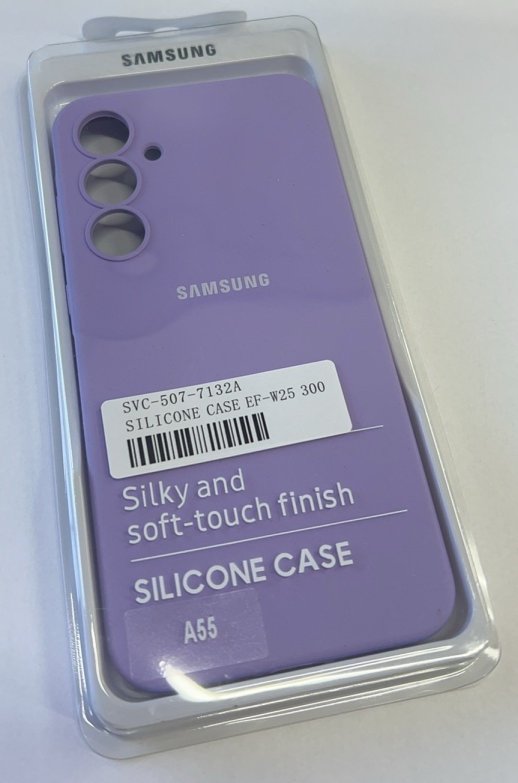 SAMSUNG
SAMSUNG
SVC-507-7132A
SILICONE CASE EF-W25 300
Silky and
soft-touch finish
SILICONE CASE
A55